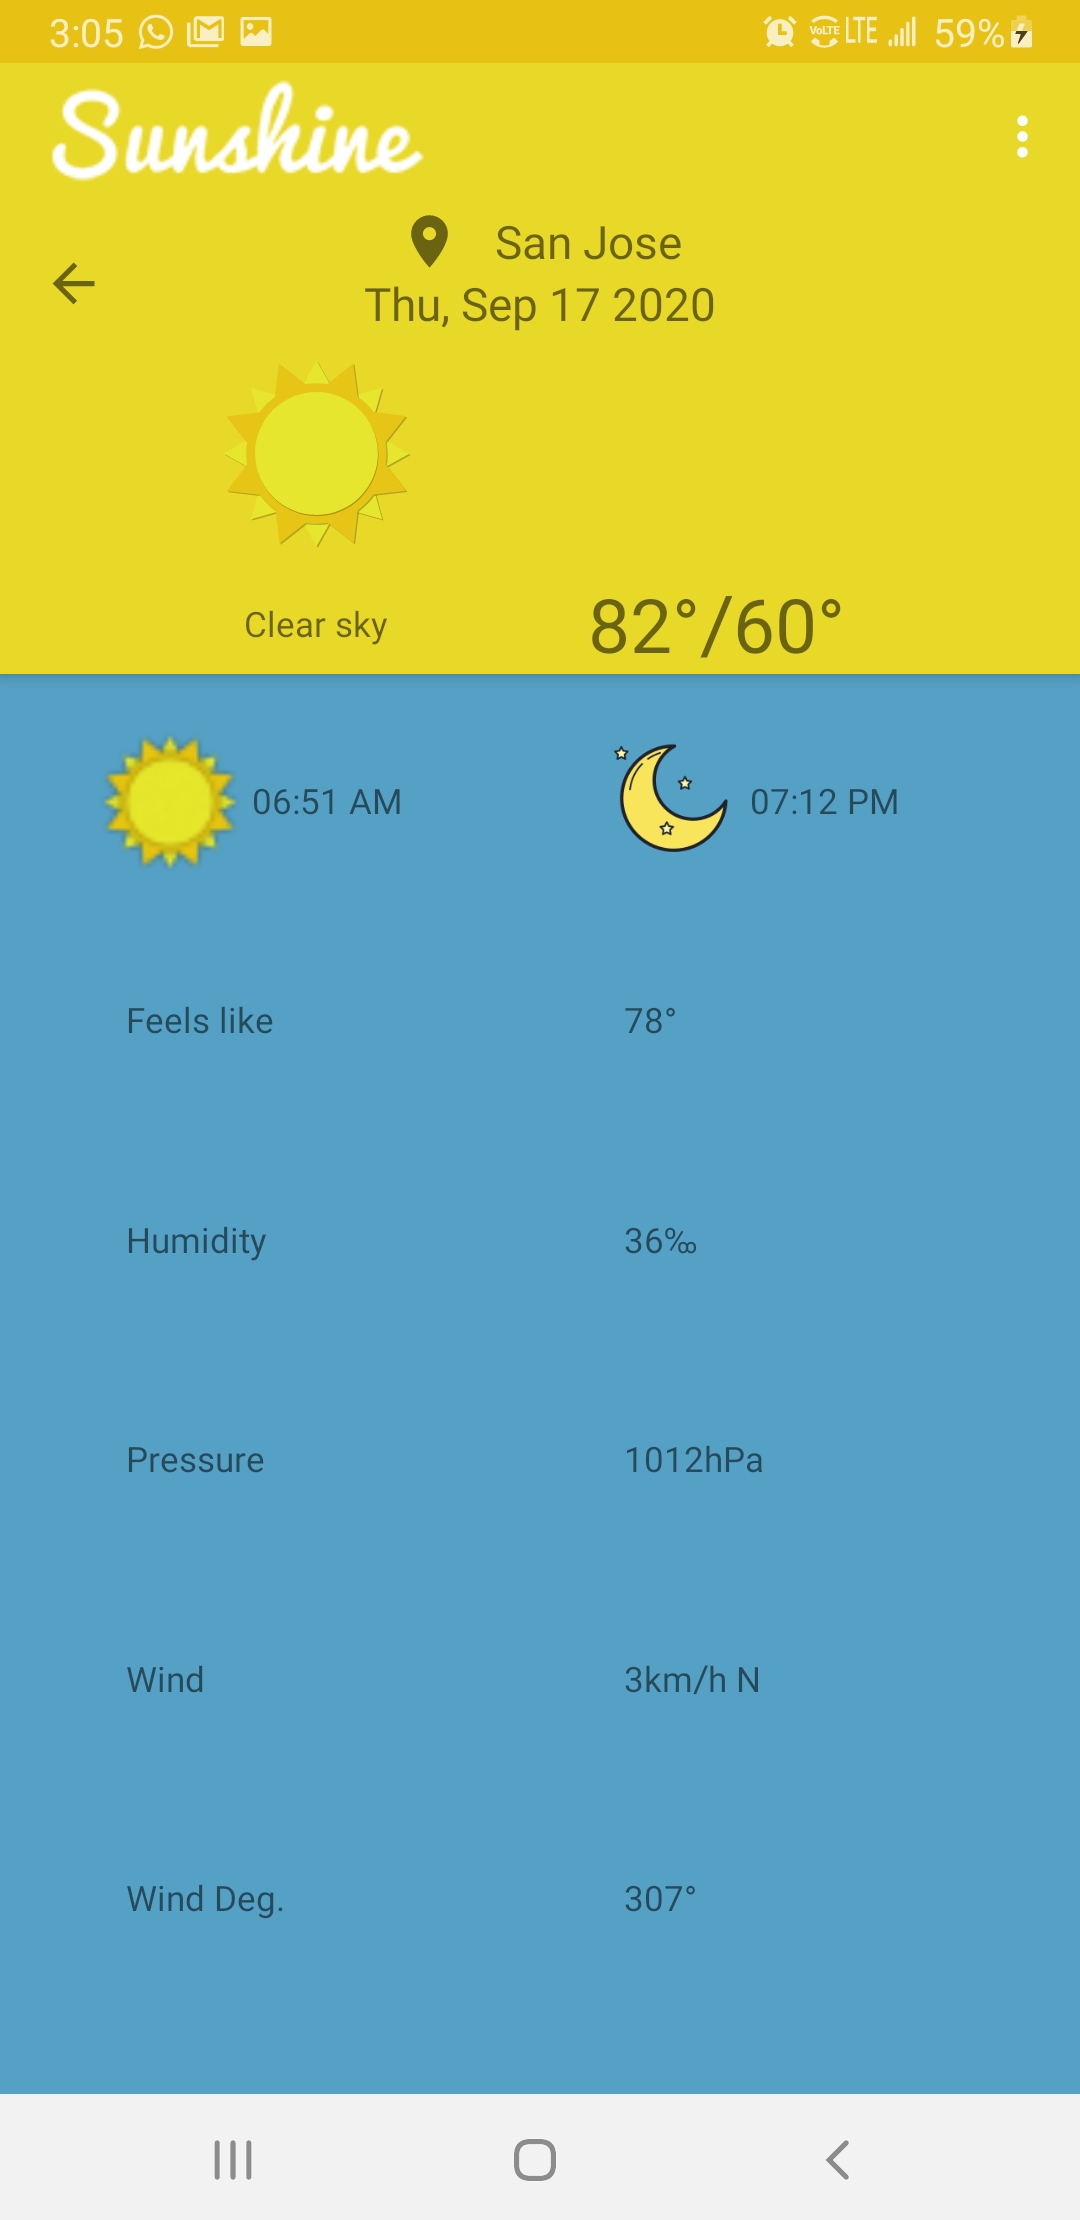 3:05 VoLTE LTE 59%
Sunshine
San Jose
Thu, Sep 17 2020
Clear sky 82°/60°
06:51 AM 07:12 PM
Feels like 78°
Humidity 36‰
Pressure 1012hPa
Wind 3km/h N
Wind Deg. 307°